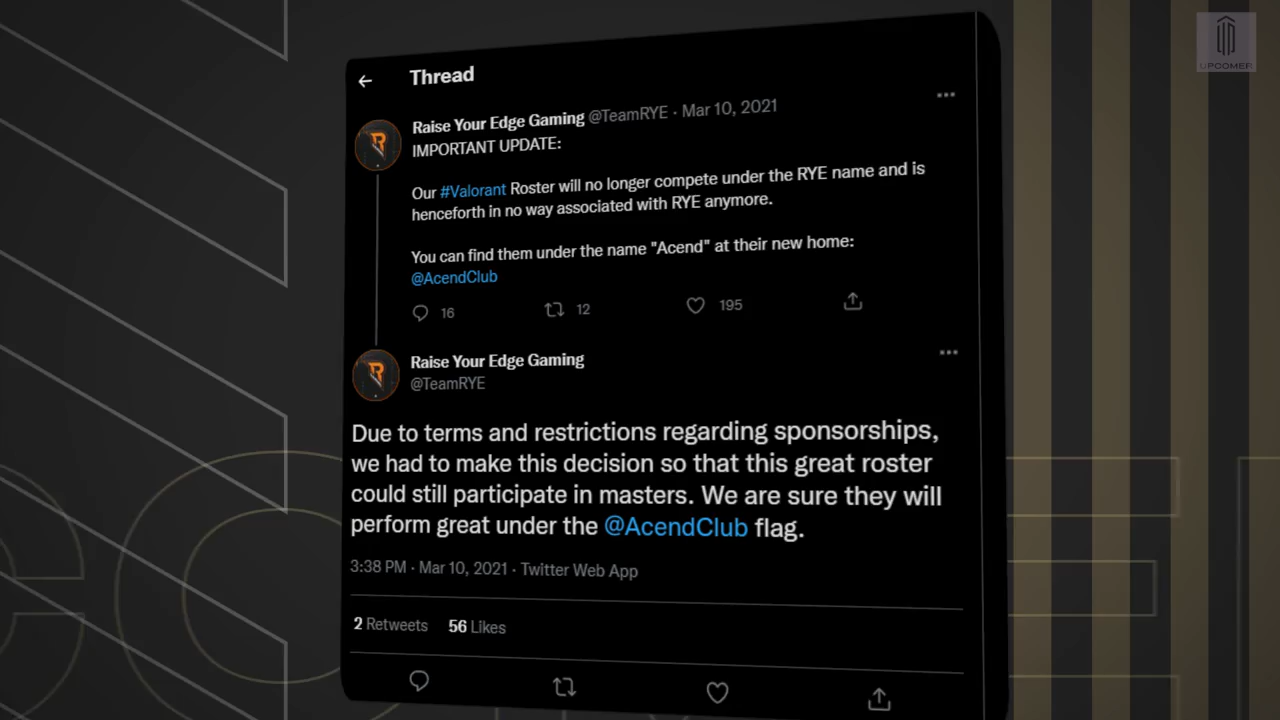 UPCOMER
Thread
Raise Your Edge Gaming @TeamRYE · Mar 10, 2021
IMPORTANT UPDATE:
Our #Valorant Roster will no longer compete under the RYE name and is
henceforth in no way associated with RYE anymore.
You can find them under the name "Acend" at their new home:
@AcendClub
16 12 195
Raise Your Edge Gaming
@TeamRYE
Due to terms and restrictions regarding sponsorships,
we had to make this decision so that this great roster
could still participate in masters. We are sure they will
perform great under the @AcendClub flag.
3:38 PM · Mar 10, 2021 · Twitter Web App
2 Retweets 56 Likes